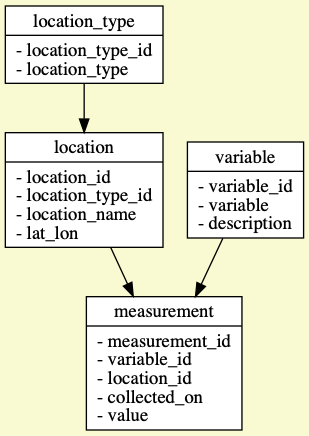 location_type
- location_type_id
- location_type
location
- location_id
- location_type_id
- location_name
- lat_lon
variable
- variable_id
- variable
- description
measurement
- measurement_id
- variable_id
- location_id
- collected_on
- value